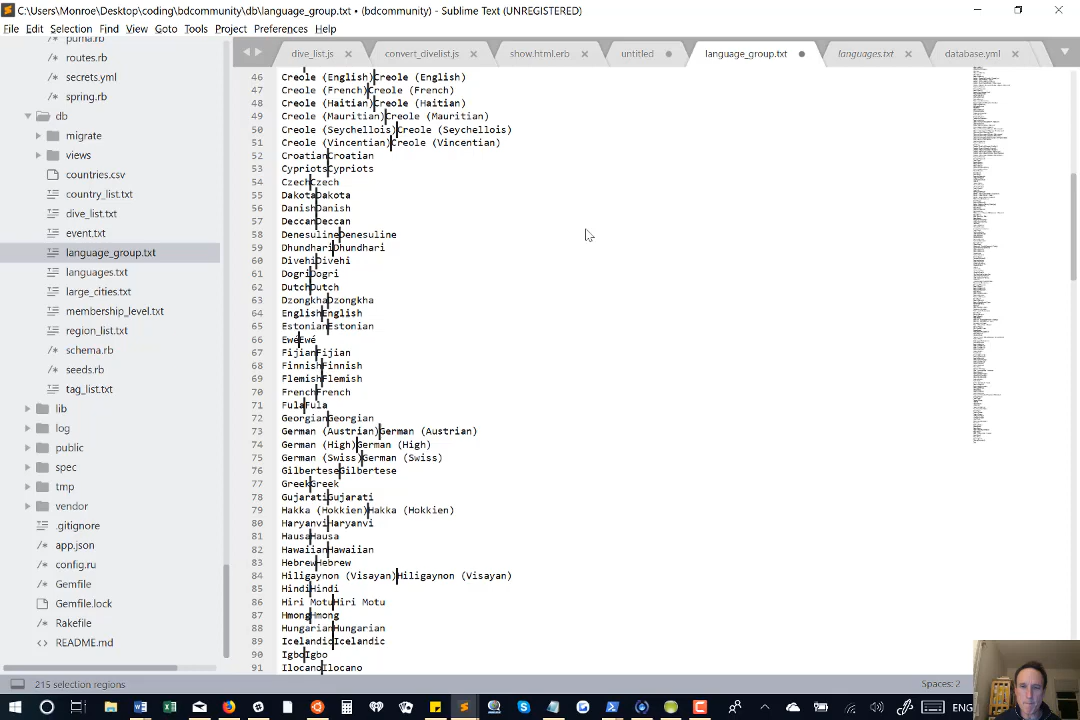 C:\Users\Monroe\Desktop\coding\bdcommunity\db\language_group.txt • (bdcommunity) - Sublime Text (UNREGISTERED)
File Edit Selection Find View Goto Tools Project Preferences Help
dive_list.js convert_divelist.js show.html.erb untitled language_group.txt languages.txt database.yml
puma.rb
routes.rb
secrets.yml
spring.rb
db
migrate
views
countries.csv
country_list.txt
dive_list.txt
event.txt
language_group.txt
languages.txt
large_cities.txt
membership_level.txt
region_list.txt
schema.rb
seeds.rb
tag_list.txt
lib
log
public
spec
tmp
vendor
.gitignore
app.json
config.ru
Gemfile
Gemfile.lock
Rakefile
README.md
46 Creole (English)Creole (English)
47 Creole (French)Creole (French)
48 Creole (Haitian)Creole (Haitian)
49 Creole (Mauritian)Creole (Mauritian)
50 Creole (Seychellois)Creole (Seychellois)
51 Creole (Vincentian)Creole (Vincentian)
52 CroatianCroatian
53 CypriotsCypriots
54 CzechCzech
55 DakotaDakota
56 DanishDanish
57 DeccanDeccan
58 DenesulineDenesuline
59 DhundhariDhundhari
60 DivehiDivehi
61 DogriDogri
62 DutchDutch
63 DzongkhaDzongkha
64 EnglishEnglish
65 EstonianEstonian
66 EwéEwé
67 FijianFijian
68 FinnishFinnish
69 FlemishFlemish
70 FrenchFrench
71 FulaFula
72 GeorgianGeorgian
73 German (Austrian)German (Austrian)
74 German (High)German (High)
75 German (Swiss)German (Swiss)
76 GilberteseGilbertese
77 GreekGreek
78 GujaratiGujarati
79 Hakka (Hokkien)Hakka (Hokkien)
80 HaryanviHaryanvi
81 HausaHausa
82 HawaiianHawaiian
83 HebrewHebrew
84 Hiligaynon (Visayan)Hiligaynon (Visayan)
85 HindiHindi
86 Hiri MotuHiri Motu
87 HmongHmong
88 HungarianHungarian
89 IcelandicIcelandic
90 IgboIgbo
91 IlocanoIlocano
215 selection regions
Spaces: 2
ENG